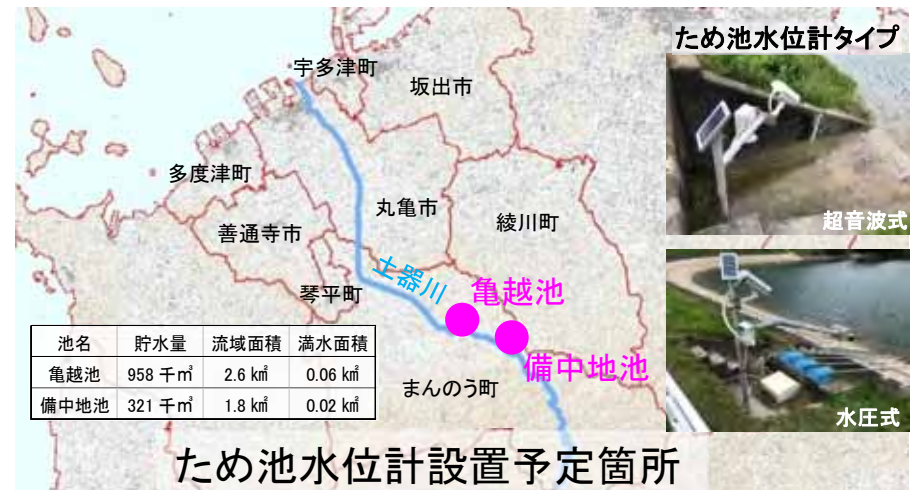 ため池水位計タイプ
宇多津町
坂出市
多度津町
丸亀市
綾川町
善通寺市
超音波式
土器川
琴平町
亀越池
備中地池
まんのう町
池名 貯水量 流域面積 満水面積
亀越池 958 千㎥ 2.6 ㎢ 0.06 ㎢
備中地池 321 千㎥ 1.8 ㎢ 0.02 ㎢
水圧式
ため池水位計設置予定箇所